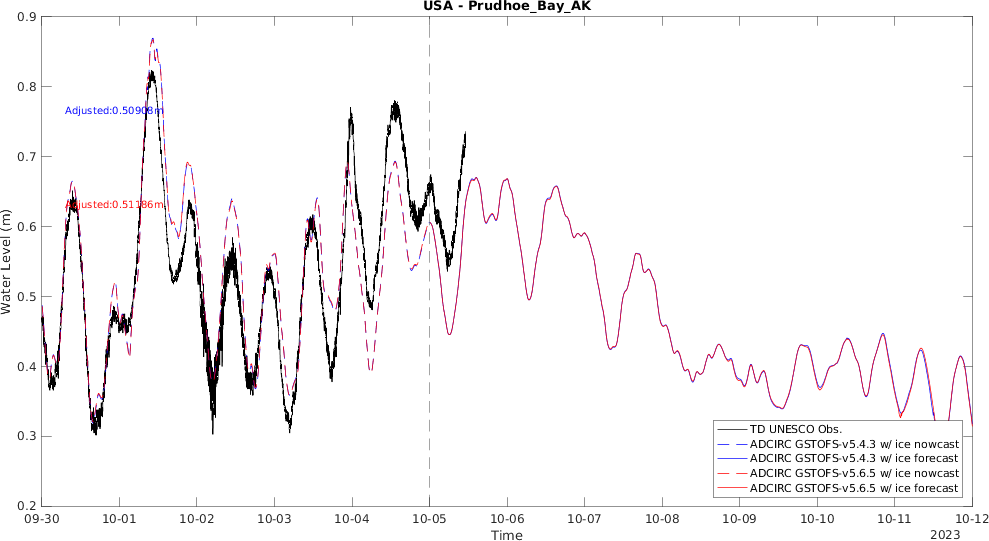 USA - Prudhoe_Bay_AK
0.9
0.8
0.7
0.6
0.5
0.4
0.3
0.2
Water Level (m)
Adjusted:0.50908m
Adjusted:0.51186m
TD UNESCO Obs.
ADCIRC GSTOFS-v5.4.3 w/ ice nowcast
ADCIRC GSTOFS-v5.4.3 w/ ice forecast
ADCIRC GSTOFS-v5.6.5 w/ ice nowcast
ADCIRC GSTOFS-v5.6.5 w/ ice forecast
09-30 10-01 10-02 10-03 10-04 10-05 10-06 10-07 10-08 10-09 10-10 10-11 10-12
Time
2023